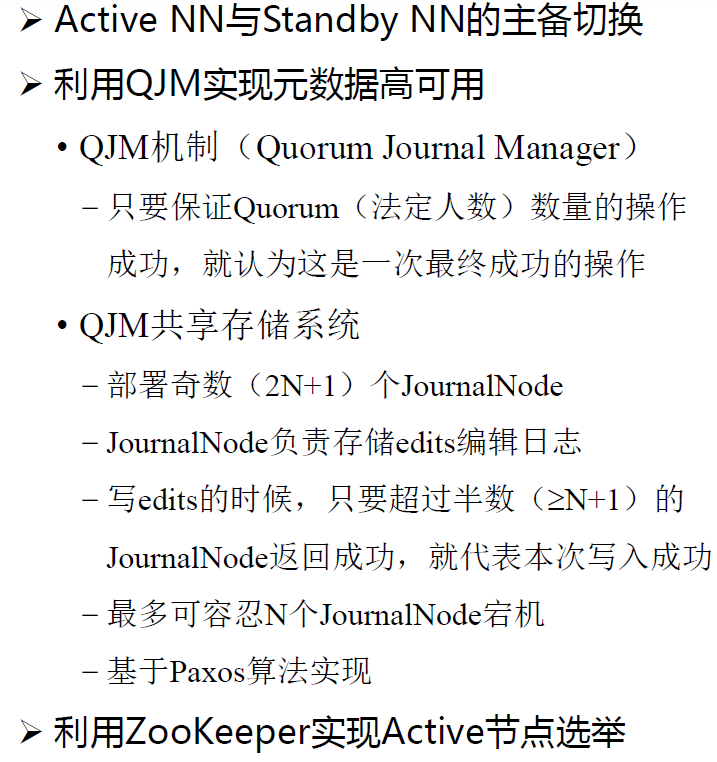 ➢ Active NN与Standby NN的主备切换
➢ 利用QJM实现元数据高可用
• QJM机制（Quorum Journal Manager）
– 只要保证Quorum（法定人数）数量的操作
成功，就认为这是一次最终成功的操作
• QJM共享存储系统
– 部署奇数（2N+1）个JournalNode
– JournalNode负责存储edits编辑日志
– 写edits的时候，只要超过半数（≥N+1）的
JournalNode返回成功，就代表本次写入成功
– 最多可容忍N个JournalNode宕机
– 基于Paxos算法实现
➢ 利用ZooKeeper实现Active节点选举